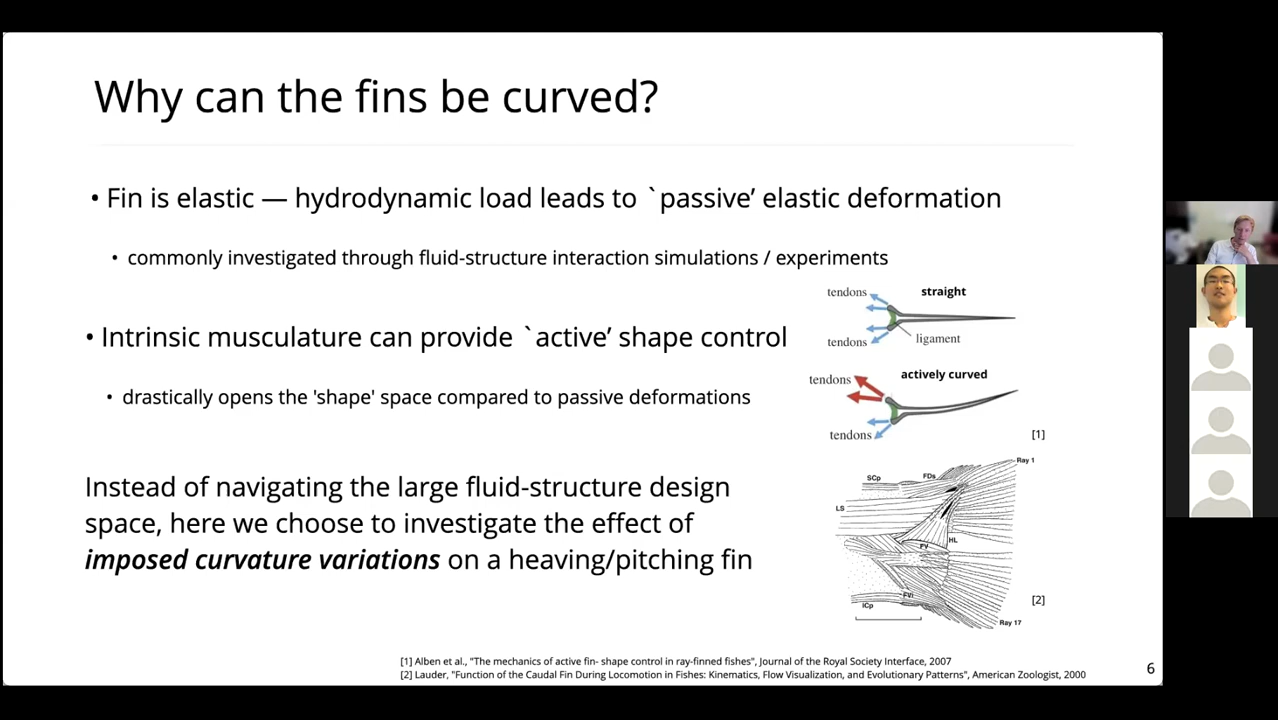 Why can the fins be curved?
• Fin is elastic — hydrodynamic load leads to `passive’ elastic deformation
• commonly investigated through fluid-structure interaction simulations / experiments
• Intrinsic musculature can provide `active’ shape control
• drastically opens the 'shape' space compared to passive deformations
Instead of navigating the large fluid-structure design
space, here we choose to investigate the effect of
imposed curvature variations on a heaving/pitching fin
tendons
straight
tendons
ligament
actively curved
tendons
tendons
[1]
Ray 1
SCp
FDs
LS
HL
FV
FVi
ICp
[2]
Ray 17
[1] Alben et al., "The mechanics of active fin- shape control in ray-finned fishes", Journal of the Royal Society Interface, 2007
[2] Lauder, "Function of the Caudal Fin During Locomotion in Fishes: Kinematics, Flow Visualization, and Evolutionary Patterns", American Zoologist, 2000
6